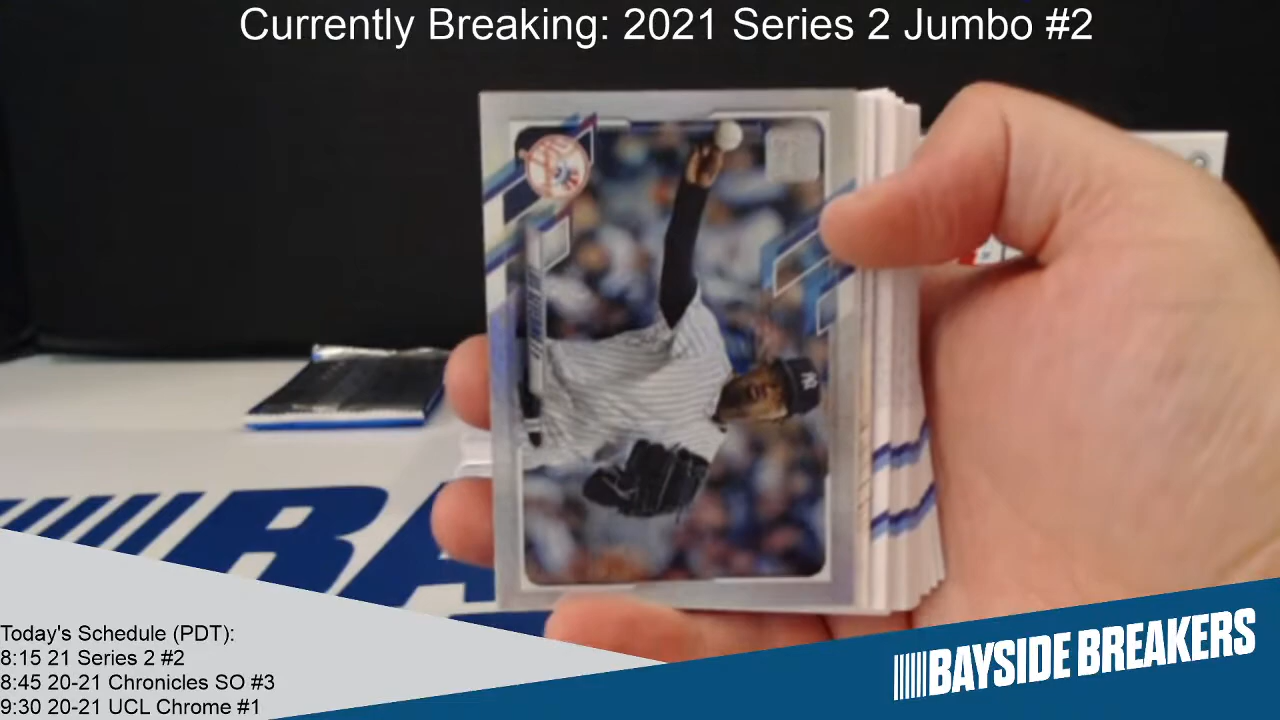 Currently Breaking: 2021 Series 2 Jumbo #2
BA
Today's Schedule (PDT):
8:15 21 Series 2 #2
8:45 20-21 Chronicles SO #3
9:30 20-21 UCL Chrome #1
BAYSIDE BREAKERS